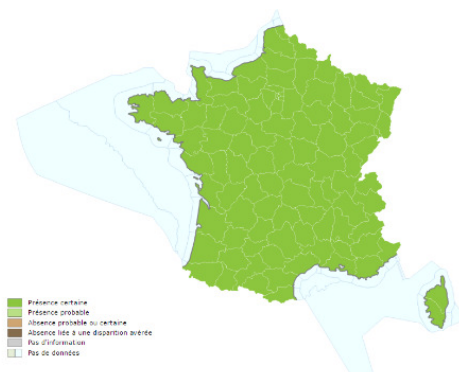 Présence certaine
Présence probable
Absence probable ou certaine
Absence liée à une disparition avérée
Pas d'information
Pas de données